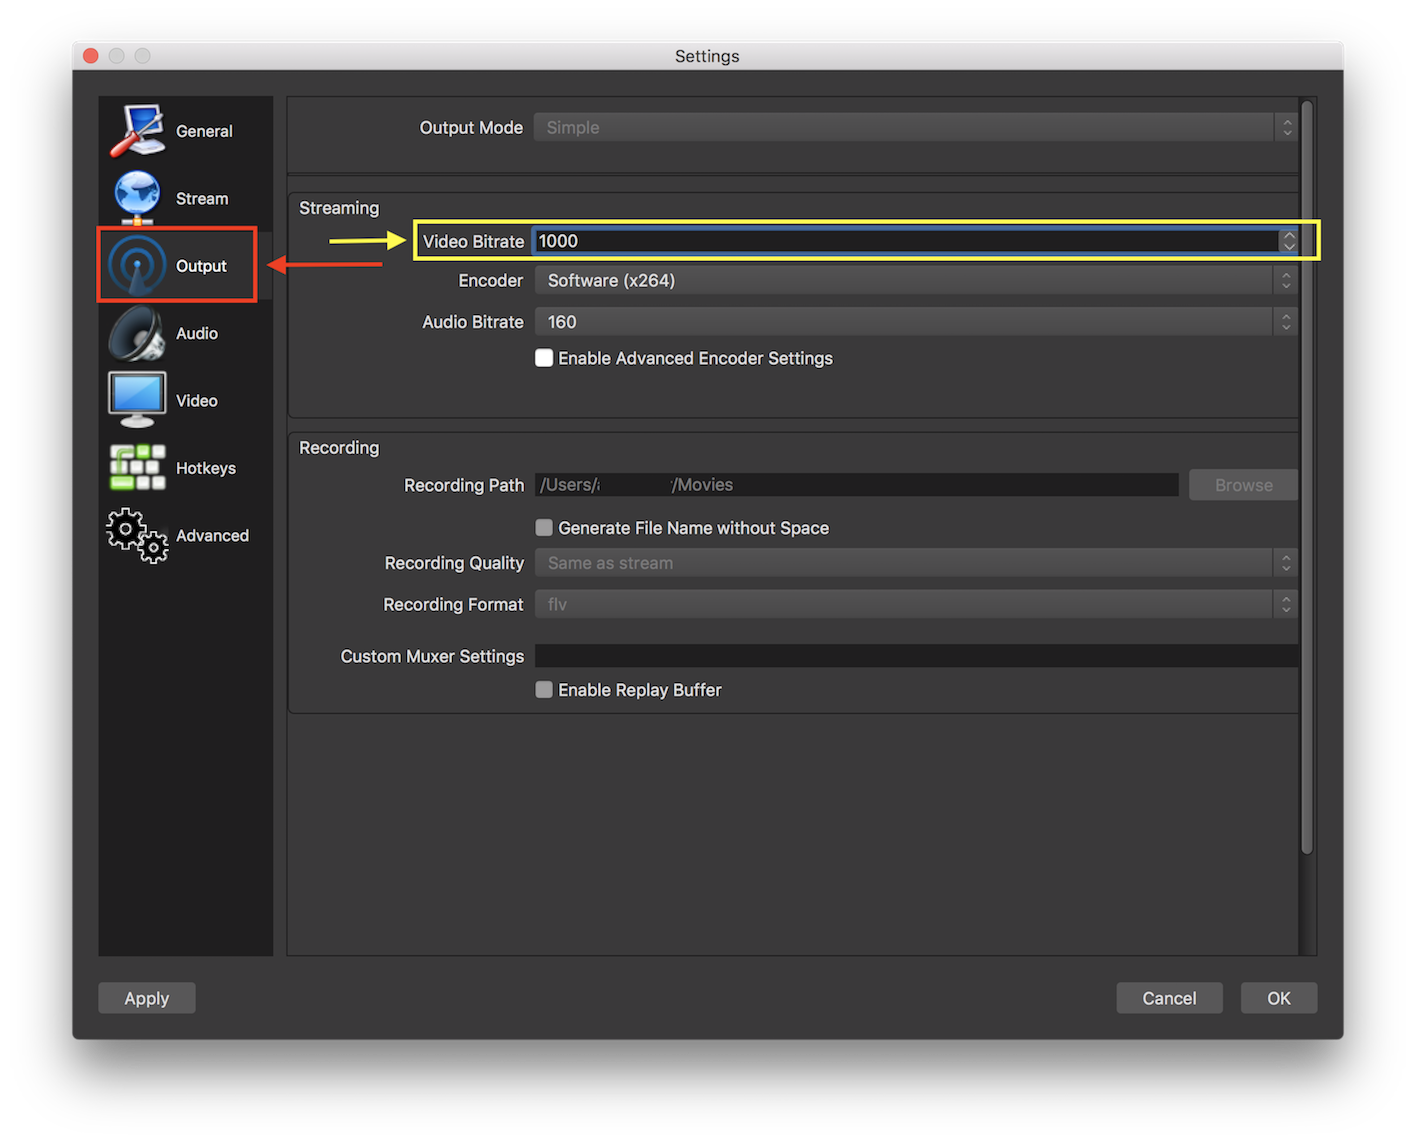 Settings
General
Stream
Output
Audio
Video
Hotkeys
Advanced
Output Mode Simple
Streaming
Video Bitrate 1000
Encoder Software (x264)
Audio Bitrate 160
Enable Advanced Encoder Settings
Recording
Recording Path /Users/ /Movies Browse
Generate File Name without Space
Recording Quality Same as stream
Recording Format flv
Custom Muxer Settings
Enable Replay Buffer
Apply Cancel OK